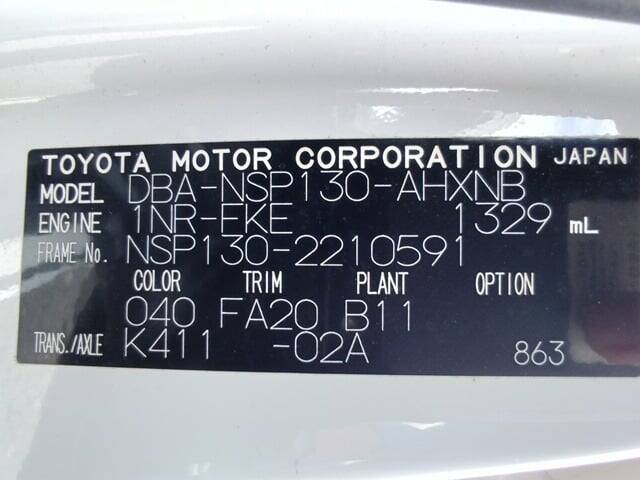 TOYOTA MOTOR CORPORATION JAPAN
MODEL DBA-NSP130-AHXNB
ENGINE 1NR-FKE 1329 mL
FRAME No. NSP130-2210591
COLOR TRIM PLANT OPTION
040 FA20 B11
TRANS./AXLE K411 -02A 863